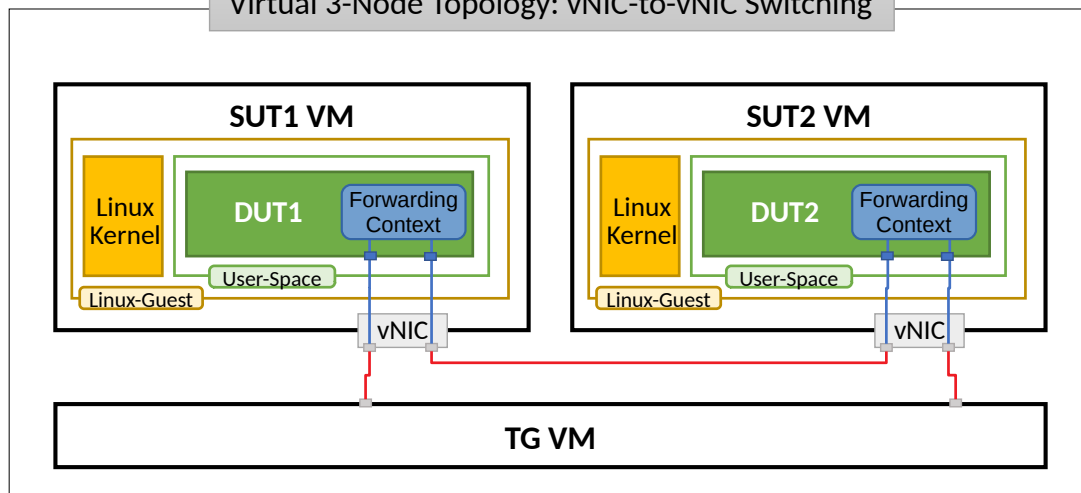 Virtual 3-Node Topology: vNIC-to-vNIC Switching
SUT1 VM
SUT2 VM
Linux
Kernel
DUT1
Forwarding
Context
User-Space
Linux-Guest
vNIC
Linux
Kernel
DUT2
Forwarding
Context
User-Space
Linux-Guest
vNIC
TG VM